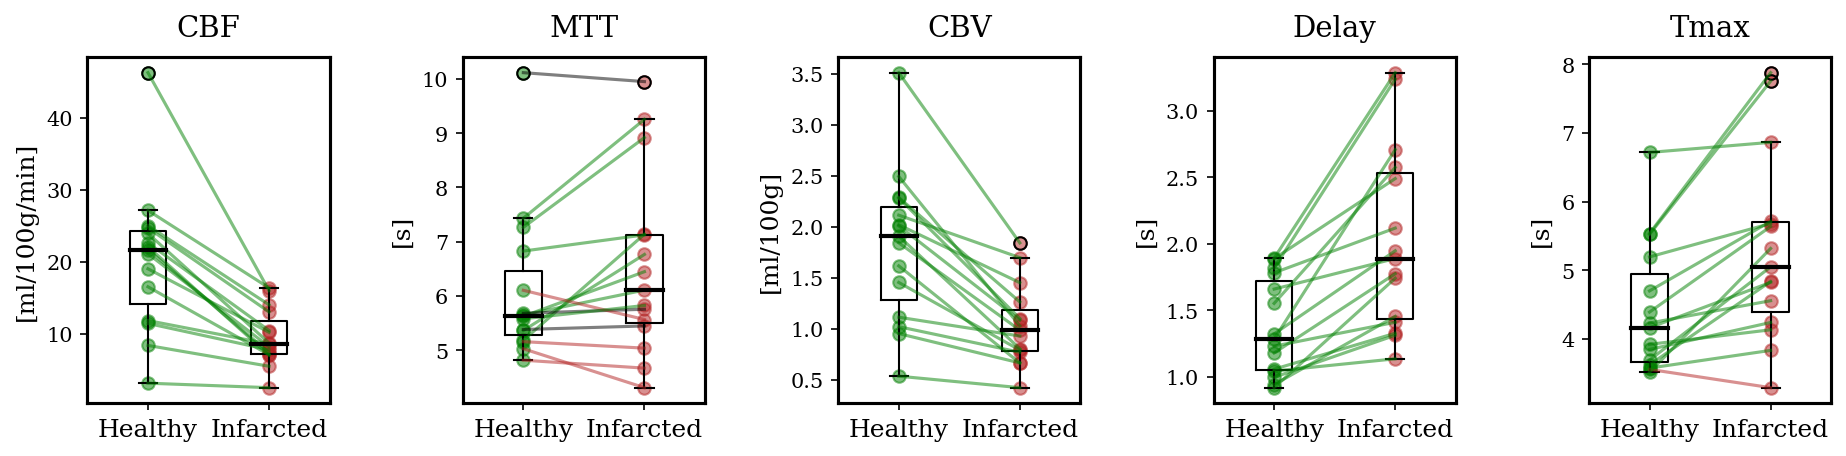 CBF
MTT
CBV
Delay
Tmax
[ml/100g/min]
40
30
20
10
Healthy
Infarcted
[s]
10
9
8
7
6
5
Healthy
Infarcted
[ml/100g]
3.5
3.0
2.5
2.0
1.5
1.0
0.5
Healthy
Infarcted
[s]
3.0
2.5
2.0
1.5
1.0
Healthy
Infarcted
[s]
8
7
6
5
4
Healthy
Infarcted